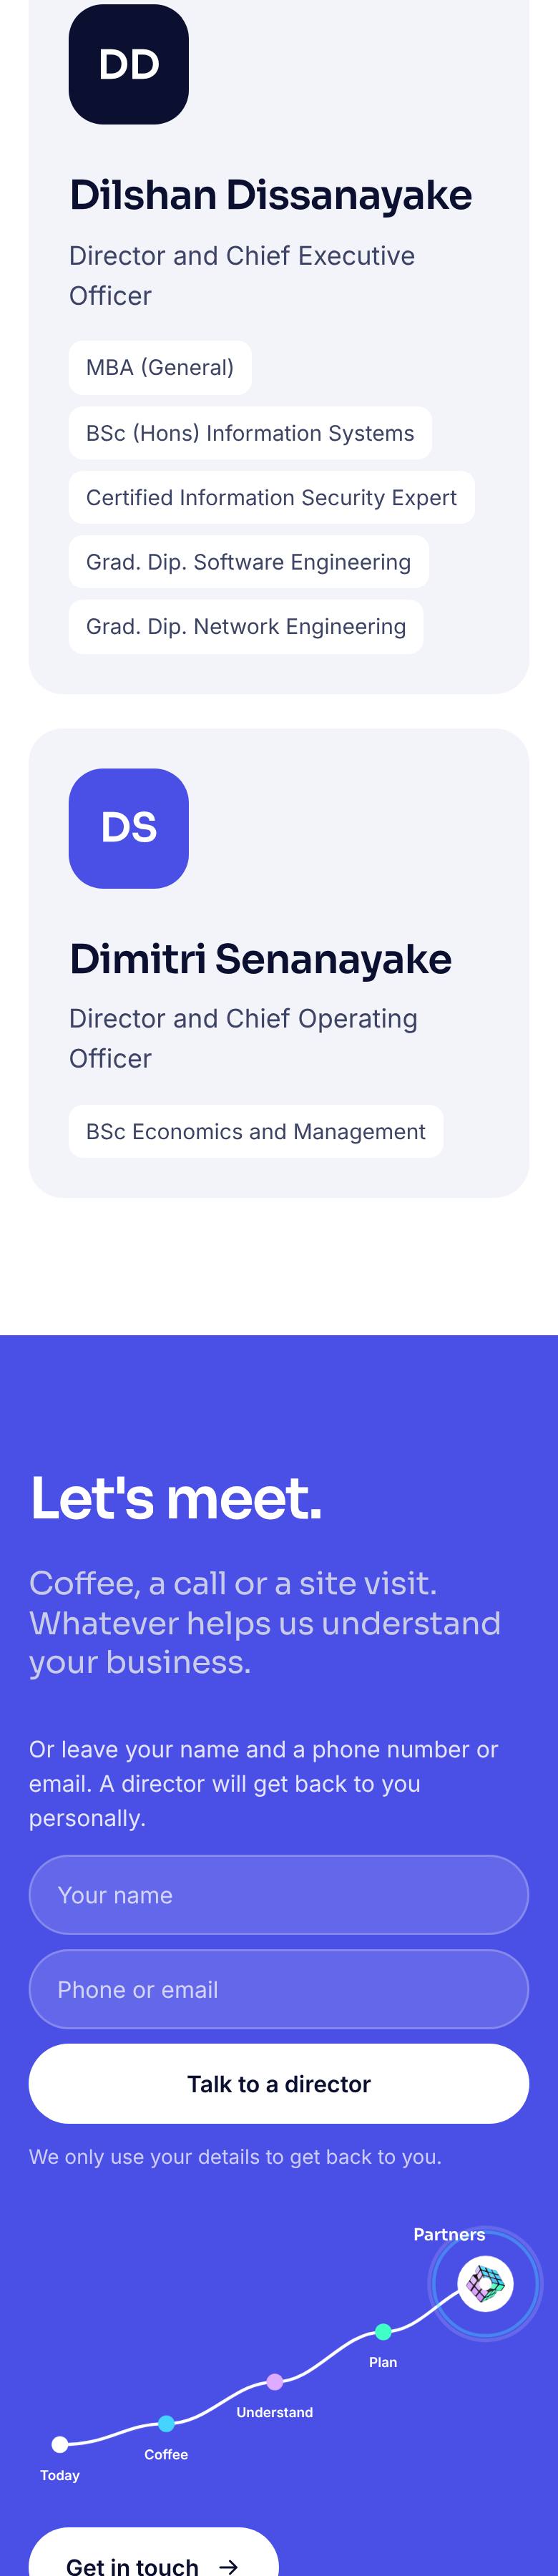 DD
Dilshan Dissanayake
Director and Chief Executive
Officer
MBA (General)
BSc (Hons) Information Systems
Certified Information Security Expert
Grad. Dip. Software Engineering
Grad. Dip. Network Engineering
DS
Dimitri Senanayake
Director and Chief Operating
Officer
BSc Economics and Management
Let's meet.
Coffee, a call or a site visit.
Whatever helps us understand
your business.
Or leave your name and a phone number or
email. A director will get back to you
personally.
Your name
Phone or email
Talk to a director
We only use your details to get back to you.
Partners
Plan
Understand
Coffee
Today
Get in touch →